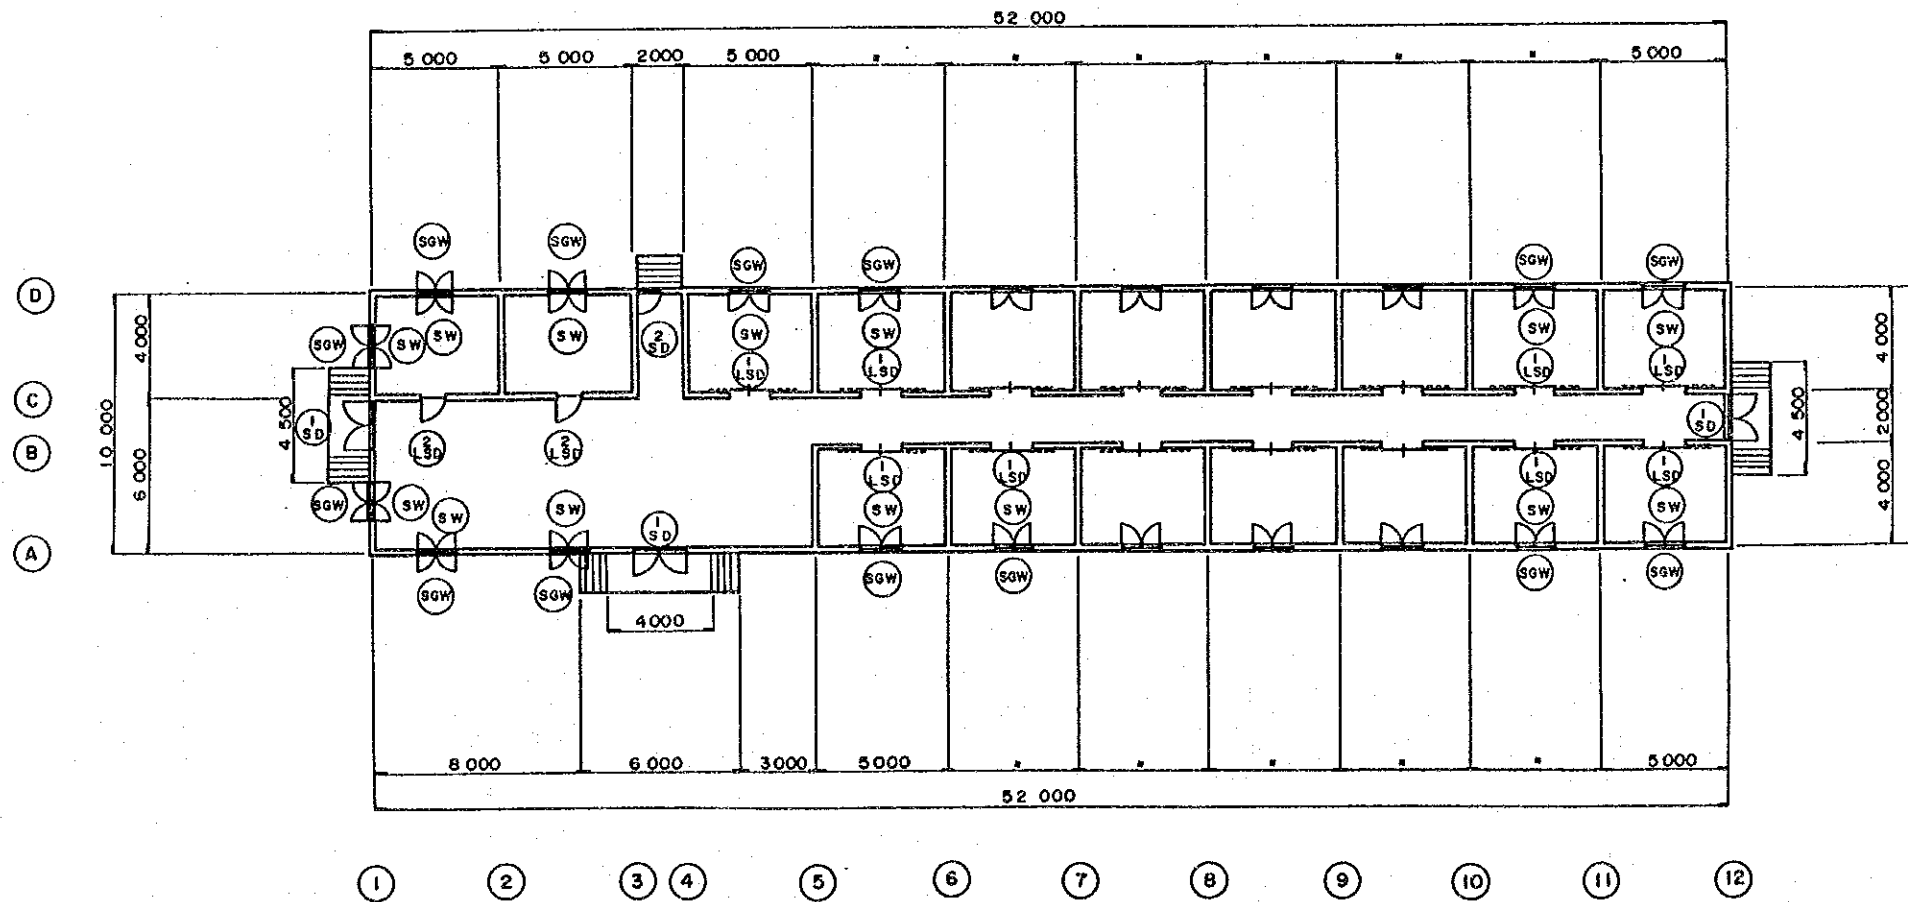 52 000
5 000 5 000 2000 5 000 " " " " " " 5 000
SGW SGW SGW SGW SGW SGW
D
SGW SW SW SW 2 SD SW SW SW SW
1 LSD 1 LSD 1 LSD 1 LSD
4 000 4 000
C
10 000 4 500 1 SD 2 LSD 2 LSD 1 SD 4 500 2000
B
6 000 1 LSD 1 LSD 1 LSD 1 LSD 4 000
SGW SW SW SW 1 SD SW SW SW SW
A
SGW SGW SGW SGW SGW SGW
4000
8 000 6 000 3000 5000 " " " " " 5 000
52 000
1 2 3 4 5 6 7 8 9 10 11 12